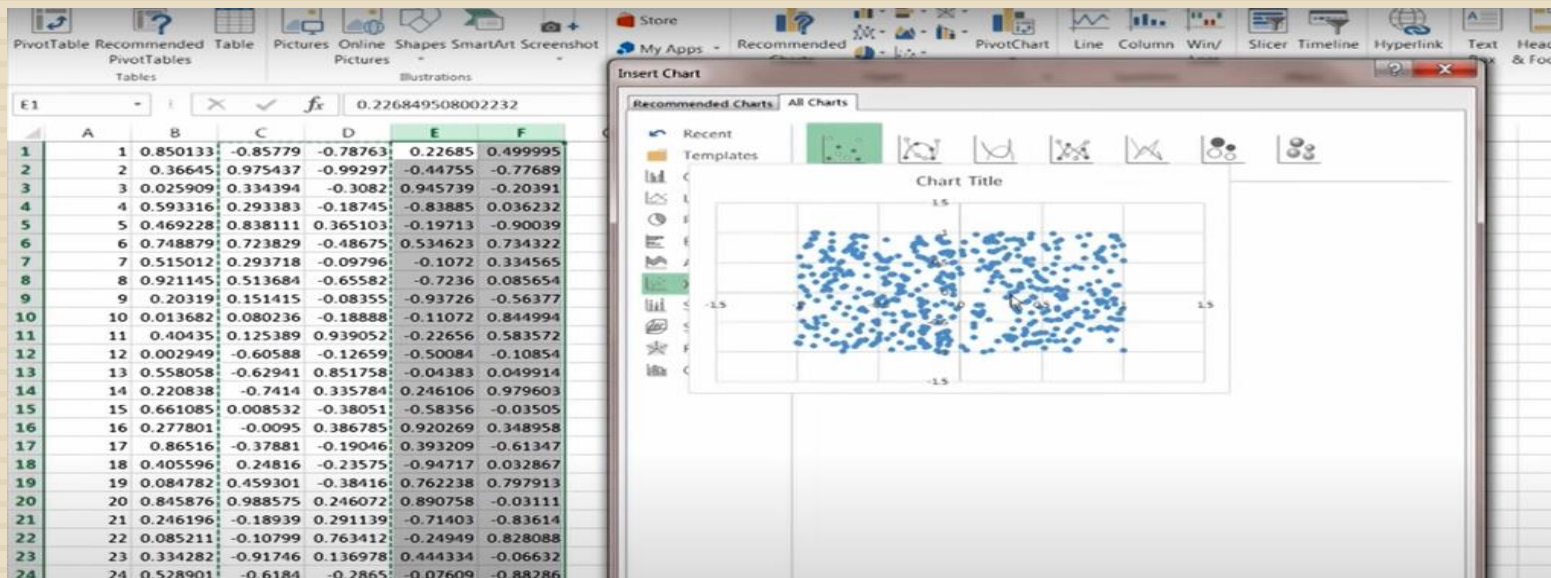 PivotTable Recommended Table Pictures Online Shapes SmartArt Screenshot
PivotTables Pictures
Tables Illustrations
Store
My Apps
Recommended PivotChart Line Column Win/ Slicer Timeline Hyperlink Text
E1 fx 0.226849508002232
A B C D E F
1 1 0.850133 -0.85779 -0.78763 0.22685 0.499995
2 2 0.36645 0.975437 -0.99297 -0.44755 -0.77689
3 3 0.025909 0.334394 -0.3082 0.945739 -0.20391
4 4 0.593316 0.293383 -0.18745 -0.83885 0.036232
5 5 0.469228 0.838111 0.365103 -0.19713 -0.90039
6 6 0.748879 0.723829 -0.48675 0.534623 0.734322
7 7 0.515012 0.293718 -0.09796 -0.1072 0.334565
8 8 0.921145 0.513684 -0.65582 -0.7236 0.085654
9 9 0.20319 0.151415 -0.08355 -0.93726 -0.56377
10 10 0.013682 0.080236 -0.18888 -0.11072 0.844994
11 11 0.40435 0.125389 0.939052 -0.22656 0.583572
12 12 0.002949 -0.60588 -0.12659 -0.50084 -0.10854
13 13 0.558058 -0.62941 0.851758 -0.04383 0.049914
14 14 0.220838 -0.7414 0.335784 0.246106 0.979603
15 15 0.661085 0.008532 -0.38051 -0.58356 -0.03505
16 16 0.277801 -0.0095 0.386785 0.920269 0.348958
17 17 0.86516 -0.37881 -0.19046 0.393209 -0.61347
18 18 0.405596 0.24816 -0.23575 -0.94717 0.032867
19 19 0.084782 0.459301 -0.38416 0.762238 0.797913
20 20 0.845876 0.988575 0.246072 0.890758 -0.03111
21 21 0.246196 -0.18939 0.291139 -0.71403 -0.83614
22 22 0.085211 -0.10799 0.763412 -0.24949 0.828088
23 23 0.334282 -0.91746 0.136978 0.444334 -0.06632
24 24 0.528901 -0.6184 -0.2865 -0.07609 -0.88286
Insert Chart
Recommended Charts All Charts
Recent
Templates
Chart Title
1.5
1
-1.5 1 1.5
-1.5